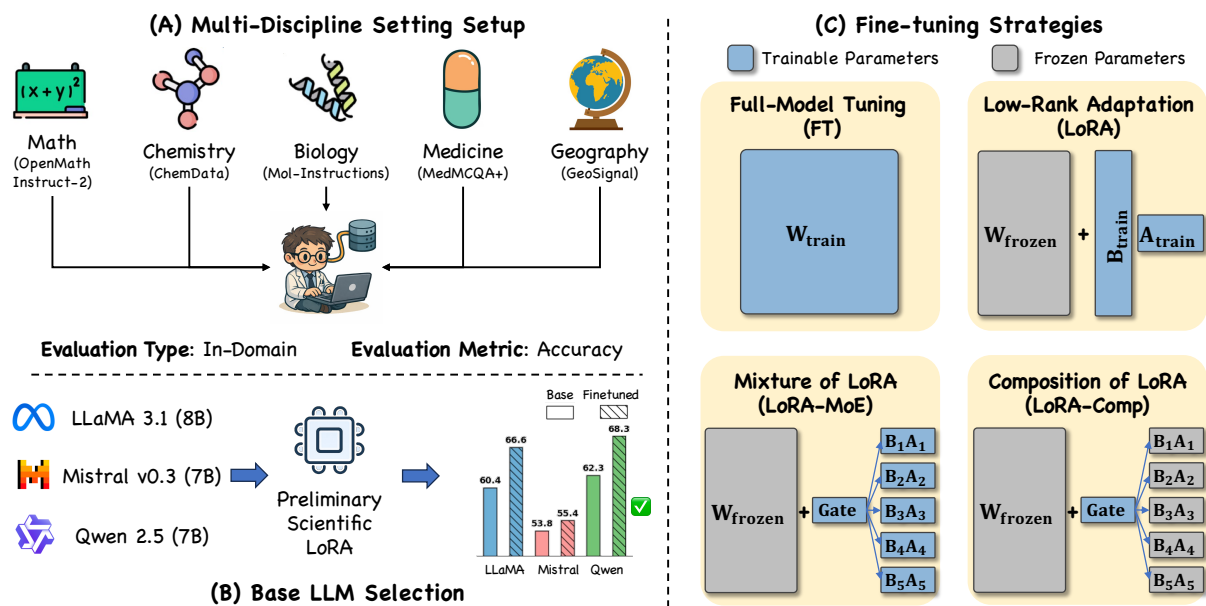 (A) Multi-Discipline Setting Setup
(x + y)²
Math
(OpenMath
Instruct-2)
Chemistry
(ChemData)
Biology
(Mol-Instructions)
Medicine
(MedMCQA+)
Geography
(GeoSignal)
Evaluation Type: In-Domain
Evaluation Metric: Accuracy
LLaMA 3.1 (8B)
Mistral v0.3 (7B)
Qwen 2.5 (7B)
Preliminary
Scientific
LoRA
Base Finetuned
60.4
66.6
53.8
55.4
62.3
68.3
LLaMA Mistral Qwen
(B) Base LLM Selection
(C) Fine-tuning Strategies
Trainable Parameters
Frozen Parameters
Full-Model Tuning
(FT)
W_train
Low-Rank Adaptation
(LoRA)
W_frozen + B_train A_train
Mixture of LoRA
(LoRA-MoE)
W_frozen + Gate
B₁A₁
B₂A₂
B₃A₃
B₄A₄
B₅A₅
Composition of LoRA
(LoRA-Comp)
W_frozen + Gate
B₁A₁
B₂A₂
B₃A₃
B₄A₄
B₅A₅